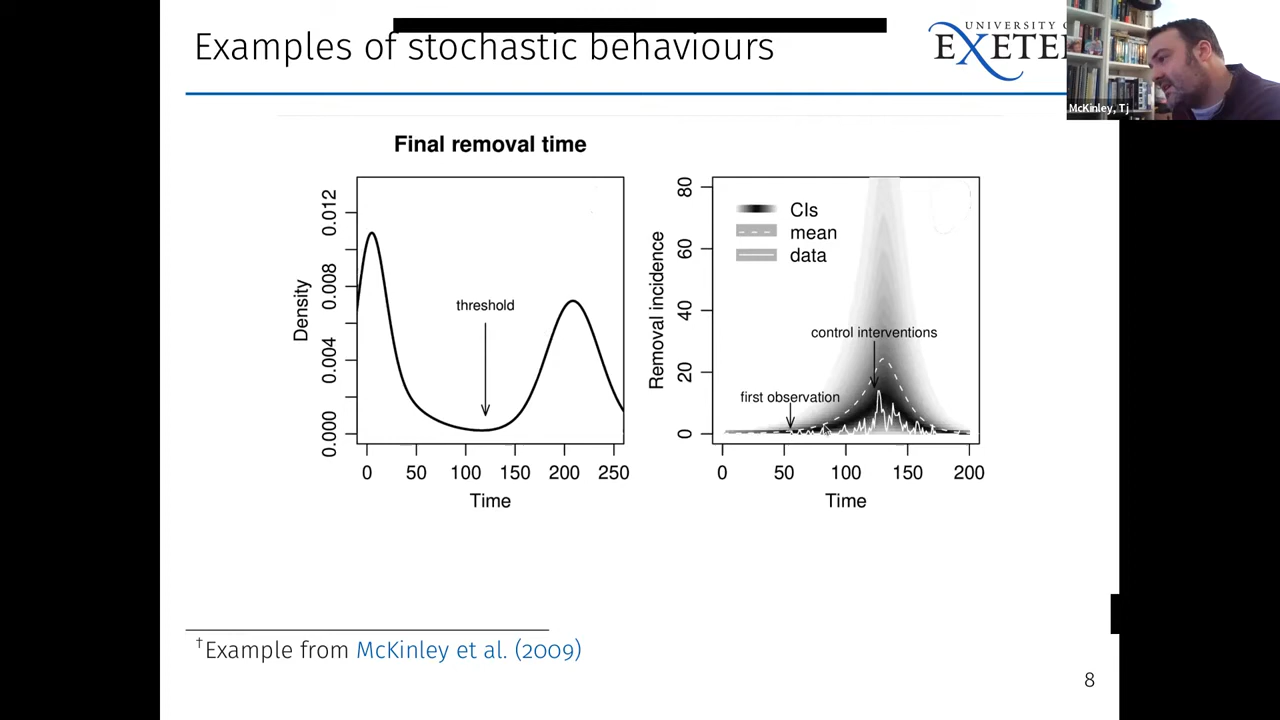 Examples of stochastic behaviours
UNIVERSITY O
EXETE
McKinley, Tj
Final removal time
Density
0.000
0.004
0.008
0.012
threshold
0
50
100
150
200
250
Time
Removal incidence
0
20
40
60
80
CIs
mean
data
control interventions
first observation
0
50
100
150
200
Time
†Example from McKinley et al. (2009)
8